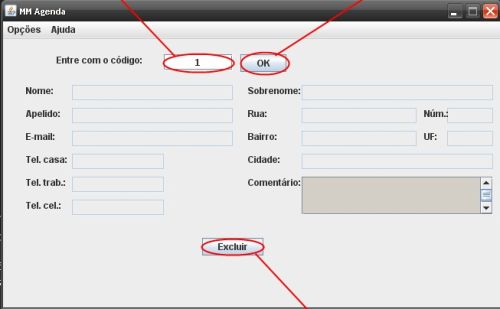 MM Agenda
Opções Ajuda
Entre com o código: 1 OK
Nome: Sobrenome:
Apelido: Rua: Núm.:
E-mail: Bairro: UF:
Tel. casa: Cidade:
Tel. trab.: Comentário:
Tel. cel.:
Excluir